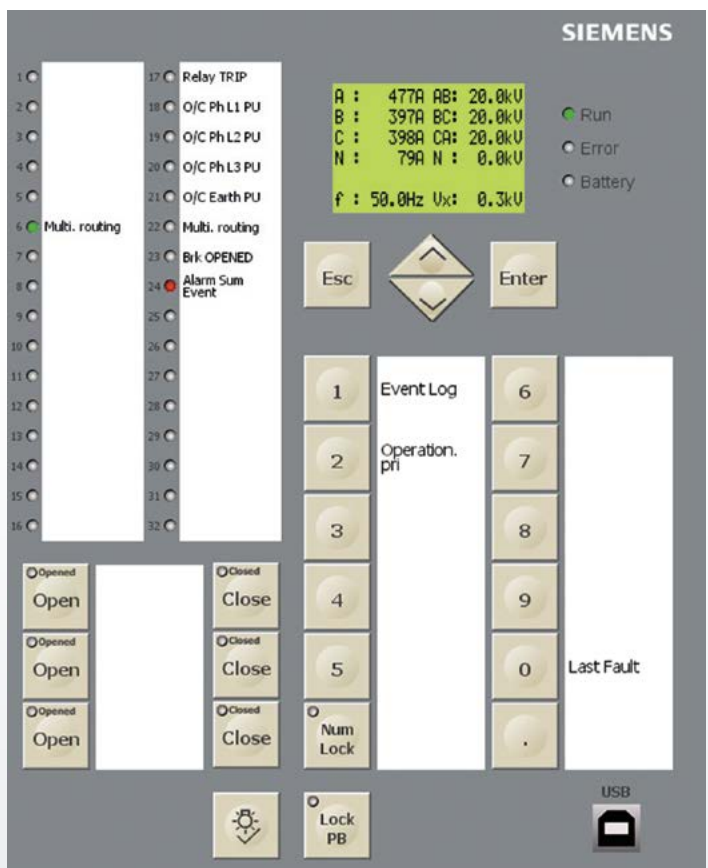 SIEMENS
1
2
3
4
5
6 Multi. routing
7
8
9
10
11
12
13
14
15
16
17 Relay TRIP
18 O/C Ph L1 PU
19 O/C Ph L2 PU
20 O/C Ph L3 PU
21 O/C Earth PU
22 Multi. routing
23 Brk OPENED
24 Alarm Sum
Event
25
26
27
28
29
30
31
32
A : 477A AB: 20.0kV
B : 397A BC: 20.0kV
C : 398A CA: 20.0kV
N : 79A N : 0.0kV
f : 50.0Hz Vx: 0.3kV
Run
Error
Battery
Esc
Enter
1 Event Log
2 Operation.
pri
3
4
5
Num
Lock
6
7
8
9
0 Last Fault
.
Opened
Open
Closed
Close
Opened
Open
Closed
Close
Opened
Open
Closed
Close
Lock
PB
USB